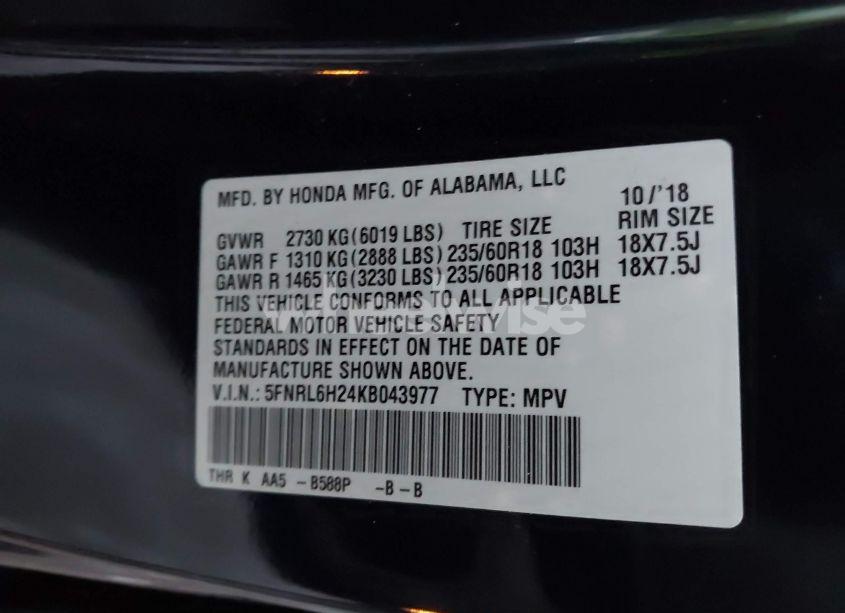 MFD. BY HONDA MFG. OF ALABAMA, LLC 10/'18
GVWR 2730 KG(6019 LBS) TIRE SIZE RIM SIZE
GAWR F 1310 KG(2888 LBS) 235/60R18 103H 18X7.5J
GAWR R 1465 KG(3230 LBS) 235/60R18 103H 18X7.5J
THIS VEHICLE CONFORMS TO ALL APPLICABLE
FEDERAL MOTOR VEHICLE SAFETY
STANDARDS IN EFFECT ON THE DATE OF
MANUFACTURE SHOWN ABOVE.
V.I.N.: 5FNRL6H24KB043977 TYPE: MPV
THR K AA5 -B588P -B-B